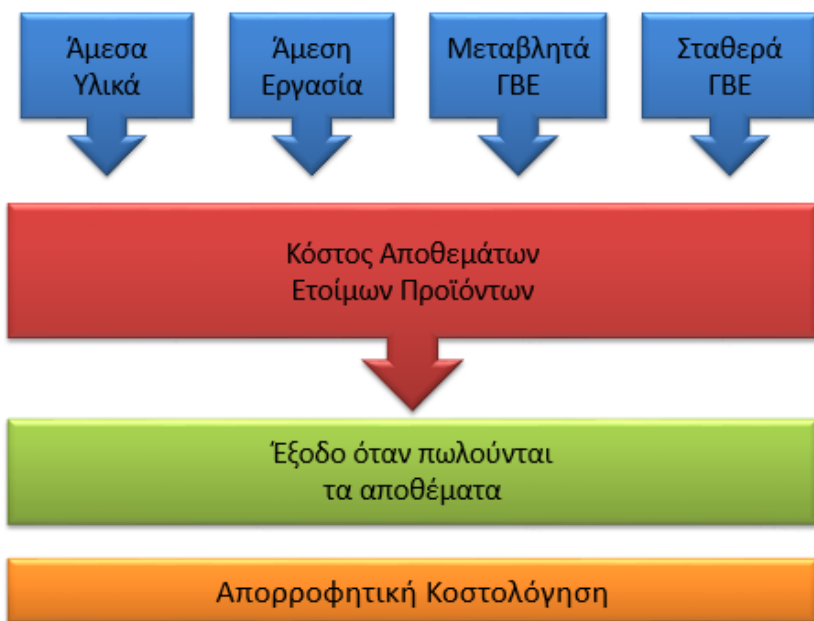 Άμεσα
Υλικά
Άμεση
Εργασία
Μεταβλητά
ΓΒΕ
Σταθερά
ΓΒΕ
Κόστος Αποθεμάτων
Ετοίμων Προϊόντων
Έξοδο όταν πωλούνται
τα αποθέματα
Απορροφητική Κοστολόγηση